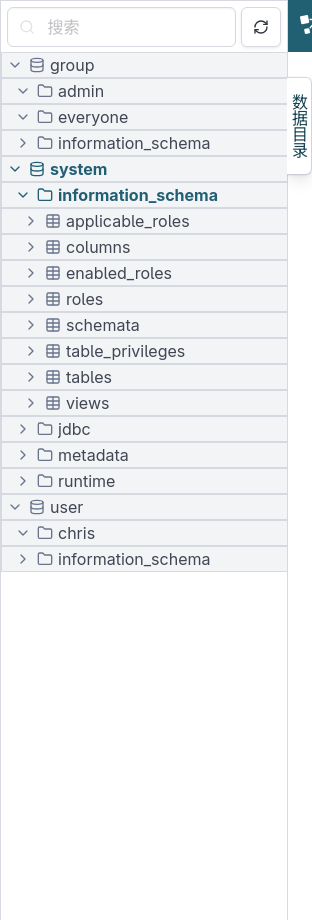 搜索
group
admin
everyone
information_schema
system
information_schema
applicable_roles
columns
enabled_roles
roles
schemata
table_privileges
tables
views
jdbc
metadata
runtime
user
chris
information_schema
数据目录